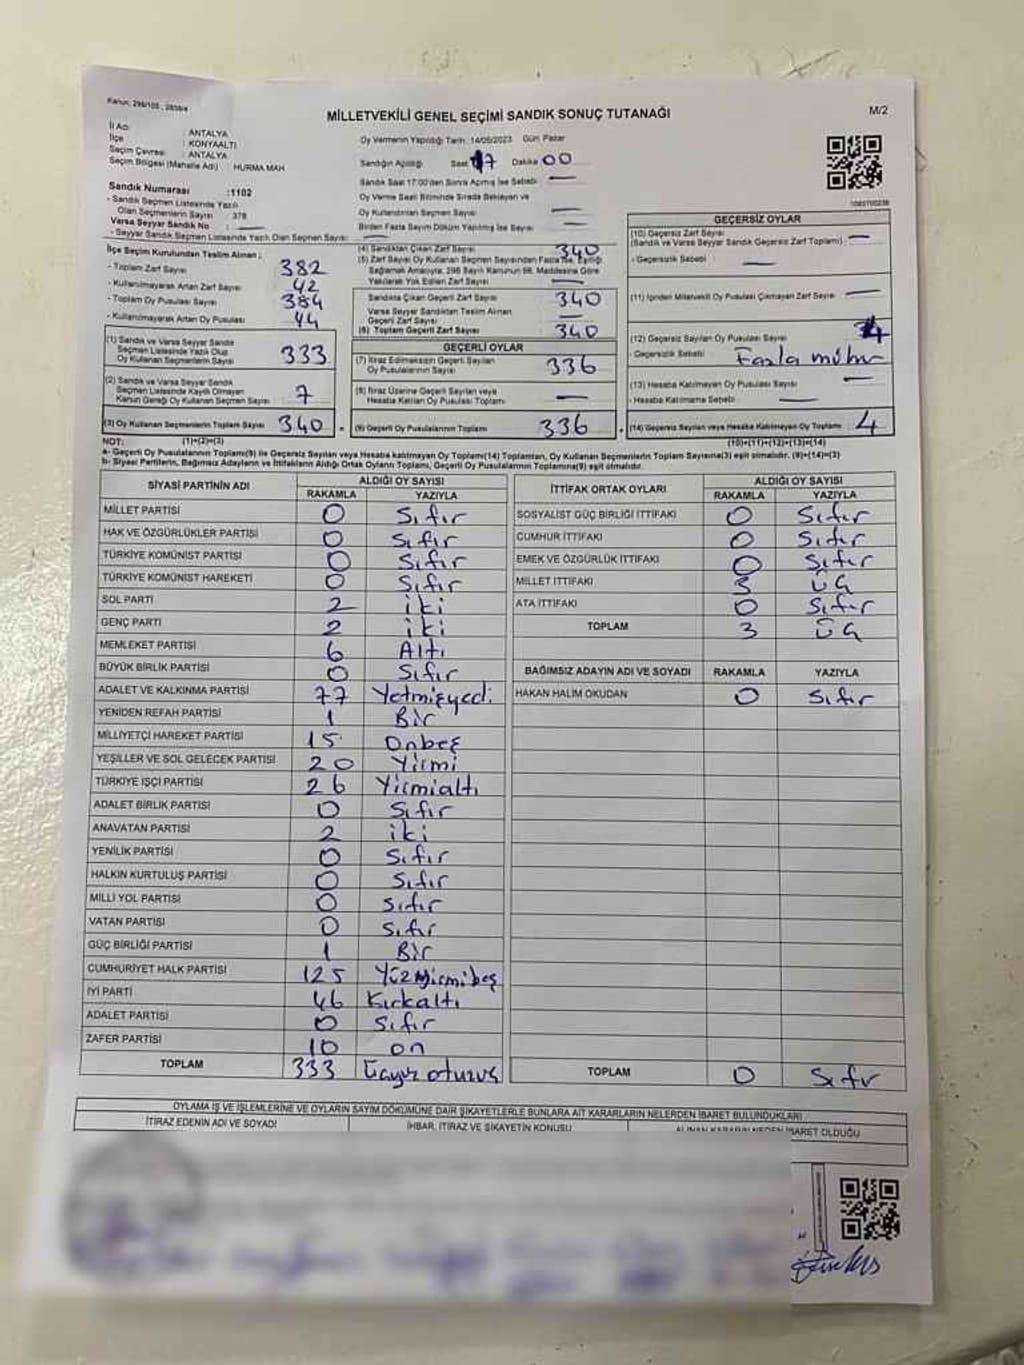 Kanun: 298/105 ; 2839/4
MİLLETVEKİLİ GENEL SEÇİMİ SANDIK SONUÇ TUTANAĞI
M/2
İl Adı : ANTALYA
İlçe : KONYAALTI
Seçim Çevresi : ANTALYA
Seçim Bölgesi (Mahalle Adı) : HURMA MAH
Sandık Numarası :1102
- Sandık Seçmen Listesinde Yazılı
Olan Seçmenlerin Sayısı : 378
Varsa Seyyar Sandık No : —
- Seyyar Sandık Seçmen Listesinde Yazılı Olan Seçmen Sayısı: —
Oy Vermenin Yapıldığı Tarih: 14/05/2023 Gün: Pazar
Sandığın Açıldığı Saat 17 Dakika 00
Sandık Saat 17:00'den Sonra Açılmış İse Sebebi : —
Oy Verme Saati Bitiminde Sırada Bekleyen ve
Oy Kullandırılan Seçmen Sayısı : —
Birden Fazla Sayım Döküm Yapılmış İse Sayısı : —
1083700236
İlçe Seçim Kurulundan Teslim Alınan ;
- Toplam Zarf Sayısı : 382
- Kullanılmayarak Artan Zarf Sayısı : 42
- Toplam Oy Pusulası Sayısı : 384
- Kullanılmayarak Artan Oy Pusulası : 44
(1) Sandık ve Varsa Seyyar Sandık
Seçmen Listesinde Yazılı Olup
Oy Kullanan Seçmenlerin Sayısı : 333
(2) Sandık ve Varsa Seyyar Sandık
Seçmen Listesinde Kayıtlı Olmayan
Kanun Gereği Oy Kullanan Seçmen Sayısı : 7
(3) Oy Kullanan Seçmenlerin Toplam Sayısı : 340
(4) Sandıktan Çıkan Zarf Sayısı : 340
(5) Zarf Sayısı Oy Kullanan Seçmen Sayısından Fazla İse, Eşitliği
Sağlamak Amacıyla; 298 Sayılı Kanunun 98. Maddesine Göre
Yakılarak Yok Edilen Zarf Sayısı : —
Sandıkta Çıkan Geçerli Zarf Sayısı : 340
Varsa Seyyar Sandıktan Teslim Alınan
Geçerli Zarf Sayısı : —
(6) Toplam Geçerli Zarf Sayısı : 340
GEÇERLİ OYLAR
(7) İtiraz Edilmeksizin Geçerli Sayılan
Oy Pusulalarının Sayısı : 336
(8) İtiraz Üzerine Geçerli Sayılan veya
Hesaba Katılan Oy Pusulaları Toplamı : —
(9) Geçerli Oy Pusulalarının Toplamı : 336
GEÇERSİZ OYLAR
(10) Geçersiz Zarf Sayısı
(Sandık ve Varsa Seyyar Sandık Geçersiz Zarf Toplamı) : —
- Geçersizlik Sebebi : —
(11) İçinden Milletvekili Oy Pusulası Çıkmayan Zarf Sayısı : —
(12) Geçersiz Sayılan Oy Pusulası Sayısı : 4
- Geçersizlik Sebebi : Fazla mühür
(13) Hesaba Katılmayan Oy Pusulası Sayısı : —
- Hesaba Katılmama Sebebi : —
(14) Geçersiz Sayılan veya Hesaba Katılmayan Oy Toplamı : 4
NOT: (1)+(2)=(3) (10)+(11)+(12)+(13)=(14)
a- Geçerli Oy Pusulalarının Toplamı(9) ile Geçersiz Sayılan veya Hesaba katılmayan Oy Toplamı(14) Toplamları, Oy Kullanan Seçmenlerin Toplam Sayısına(3) eşit olmalıdır. (9)+(14)=(3)
b- Siyasi Partilerin, Bağımsız Adayların ve İttifakların Aldığı Ortak Oyların Toplamı, Geçerli Oy Pusulalarının Toplamına(9) eşit olmalıdır.
SİYASİ PARTİNİN ADI ALDIĞI OY SAYISI
RAKAMLA YAZIYLA
MİLLET PARTİSİ 0 Sıfır
HAK VE ÖZGÜRLÜKLER PARTİSİ 0 Sıfır
TÜRKİYE KOMÜNİST PARTİSİ 0 Sıfır
TÜRKİYE KOMÜNİST HAREKETİ 0 Sıfır
SOL PARTİ 2 iki
GENÇ PARTİ 2 iki
MEMLEKET PARTİSİ 6 Altı
BÜYÜK BİRLİK PARTİSİ 0 Sıfır
ADALET VE KALKINMA PARTİSİ 77 Yetmişyedi
YENİDEN REFAH PARTİSİ 1 Bir
MİLLİYETÇİ HAREKET PARTİSİ 15 Onbeş
YEŞİLLER VE SOL GELECEK PARTİSİ 20 Yirmi
TÜRKİYE İŞÇİ PARTİSİ 26 Yirmialtı
ADALET BİRLİK PARTİSİ 0 Sıfır
ANAVATAN PARTİSİ 2 iki
YENİLİK PARTİSİ 0 Sıfır
HALKIN KURTULUŞ PARTİSİ 0 Sıfır
MİLLİ YOL PARTİSİ 0 Sıfır
VATAN PARTİSİ 0 Sıfır
GÜÇ BİRLİĞİ PARTİSİ 1 Bir
CUMHURİYET HALK PARTİSİ 125 Yüzyirmibeş
İYİ PARTİ 46 Kırkaltı
ADALET PARTİSİ 0 Sıfır
ZAFER PARTİSİ 10 on
TOPLAM 333 üçyüzotuzüç
İTTİFAK ORTAK OYLARI ALDIĞI OY SAYISI
RAKAMLA YAZIYLA
SOSYALİST GÜÇ BİRLİĞİ İTTİFAKI 0 Sıfır
CUMHUR İTTİFAKI 0 Sıfır
EMEK VE ÖZGÜRLÜK İTTİFAKI 0 Sıfır
MİLLET İTTİFAKI 3 Üç
ATA İTTİFAKI 0 Sıfır
TOPLAM 3 Üç
BAĞIMSIZ ADAYIN ADI VE SOYADI RAKAMLA YAZIYLA
HAKAN HALİM OKUDAN 0 Sıfır
TOPLAM 0 Sıfır
OYLAMA İŞ VE İŞLEMLERİNE VE OYLARIN SAYIM DÖKÜMÜNE DAİR ŞİKAYETLERLE BUNLARA AİT KARARLARIN NELERDEN İBARET BULUNDUKLARI
İTİRAZ EDENİN ADI VE SOYADI İHBAR, İTİRAZ VE ŞİKAYETİN KONUSU ALINAN KARARIN NEDEN İBARET OLDUĞU